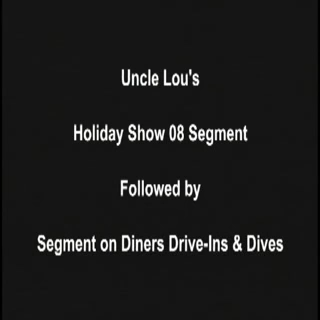 Uncle Lou's
Holiday Show 08 Segment
Followed by
Segment on Diners Drive-Ins & Dives